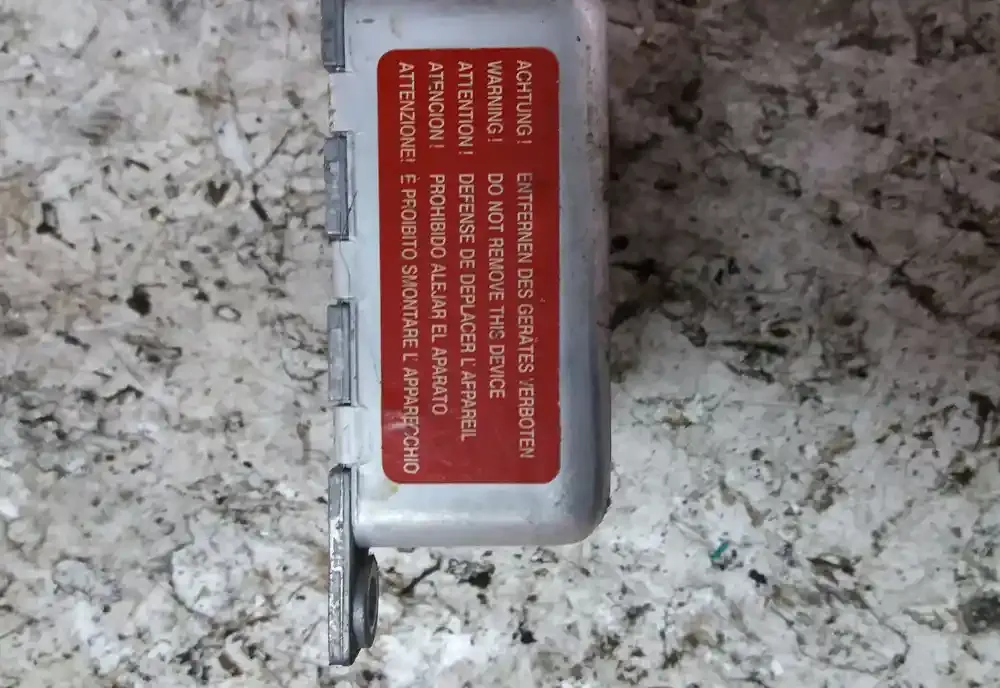 ACHTUNG! ENTFERNEN DES GERÄTES VERBOTEN
WARNING! DO NOT REMOVE THIS DEVICE
ATTENTION! DEFENSE DE DEPLACER L'APPAREIL
ATENCION! PROHIBIDO ALEJAR EL APARATO
ATTENZIONE! È PROIBITO SMONTARE L'APPARECCHIO